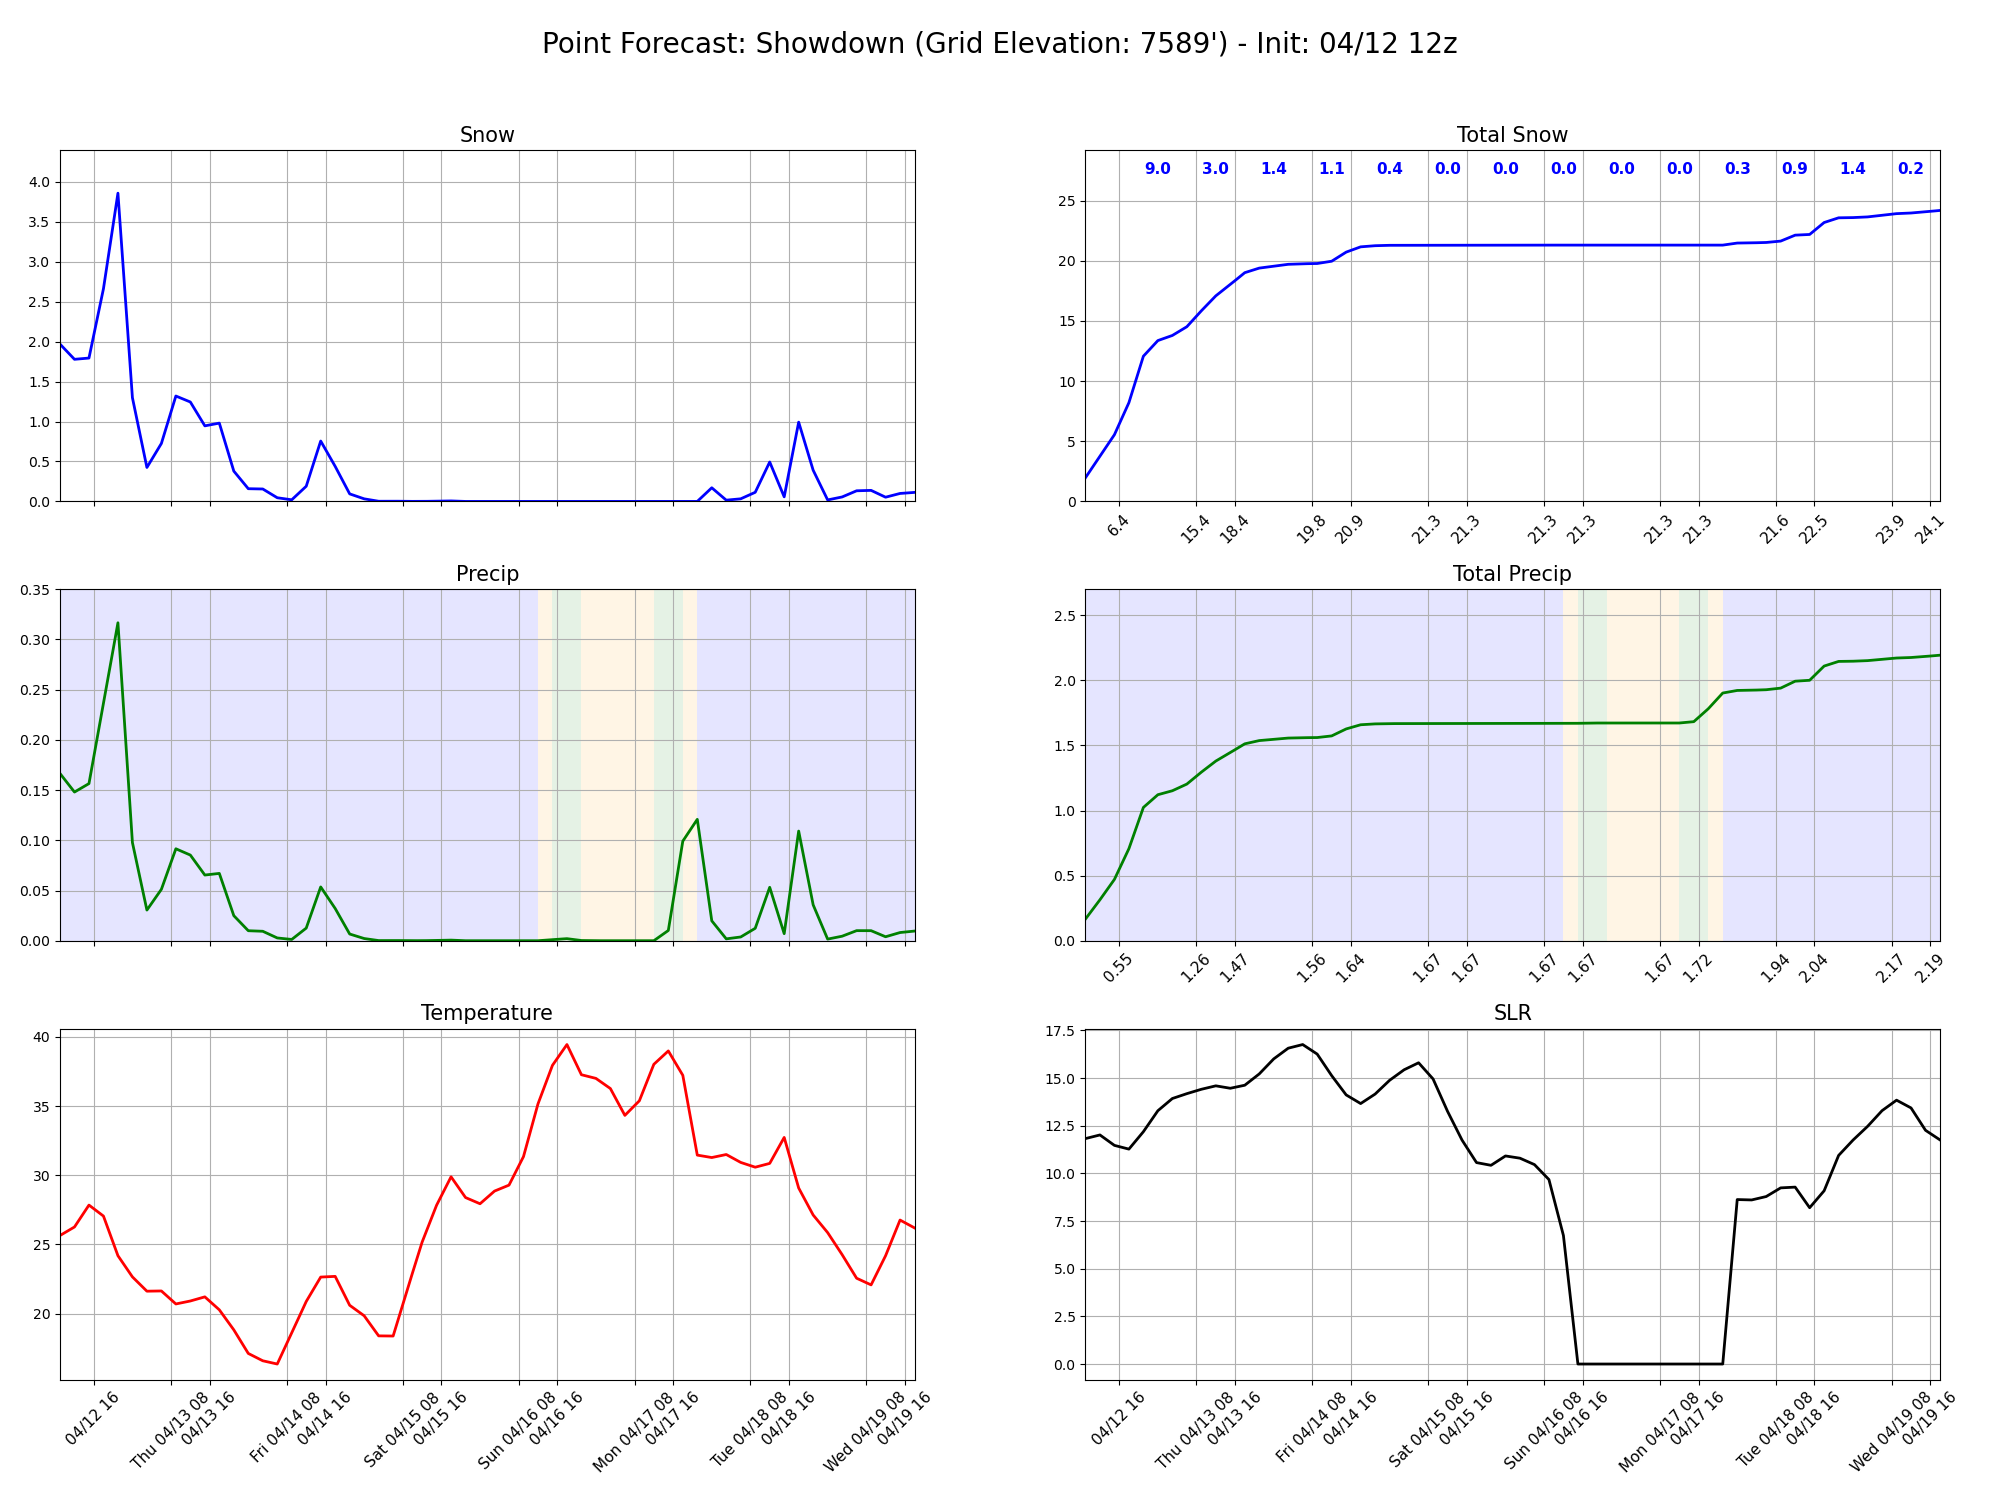 Point Forecast: Showdown (Grid Elevation: 7589') - Init: 04/12 12z
Snow
4.0
3.5
3.0
2.5
2.0
1.5
1.0
0.5
0.0
Total Snow
9.0 3.0 1.4 1.1 0.4 0.0 0.0 0.0 0.0 0.0 0.3 0.9 1.4 0.2
25
20
15
10
5
0
6.4 15.4 18.4 19.8 20.9 21.3 21.3 21.3 21.3 21.3 21.3 21.6 22.5 23.9 24.1
Precip
0.35
0.30
0.25
0.20
0.15
0.10
0.05
0.00
Total Precip
2.5
2.0
1.5
1.0
0.5
0.0
0.55 1.26 1.47 1.56 1.64 1.67 1.67 1.67 1.67 1.67 1.72 1.94 2.04 2.17 2.19
Temperature
40
35
30
25
20
04/12 16
Thu 04/13 08
04/13 16
Fri 04/14 08
04/14 16
Sat 04/15 08
04/15 16
Sun 04/16 08
04/16 16
Mon 04/17 08
04/17 16
Tue 04/18 08
04/18 16
Wed 04/19 08
04/19 16
SLR
17.5
15.0
12.5
10.0
7.5
5.0
2.5
0.0
04/12 16
Thu 04/13 08
04/13 16
Fri 04/14 08
04/14 16
Sat 04/15 08
04/15 16
Sun 04/16 08
04/16 16
Mon 04/17 08
04/17 16
Tue 04/18 08
04/18 16
Wed 04/19 08
04/19 16